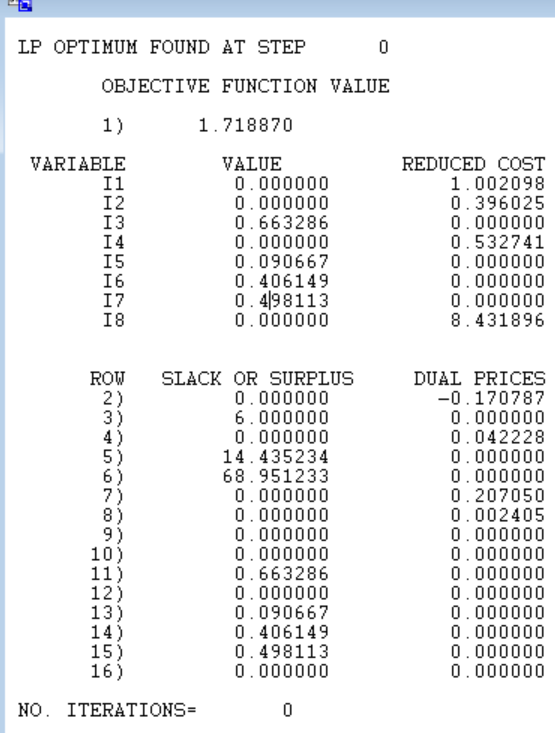 LP OPTIMUM FOUND AT STEP 0
OBJECTIVE FUNCTION VALUE
1) 1.718870
VARIABLE VALUE REDUCED COST
I1 0.000000 1.002098
I2 0.000000 0.396025
I3 0.663286 0.000000
I4 0.000000 0.532741
I5 0.090667 0.000000
I6 0.406149 0.000000
I7 0.498113 0.000000
I8 0.000000 8.431896
ROW SLACK OR SURPLUS DUAL PRICES
2) 0.000000 -0.170787
3) 6.000000 0.000000
4) 0.000000 0.042228
5) 14.435234 0.000000
6) 68.951233 0.000000
7) 0.000000 0.207050
8) 0.000000 0.002405
9) 0.000000 0.000000
10) 0.000000 0.000000
11) 0.663286 0.000000
12) 0.000000 0.000000
13) 0.090667 0.000000
14) 0.406149 0.000000
15) 0.498113 0.000000
16) 0.000000 0.000000
NO. ITERATIONS= 0